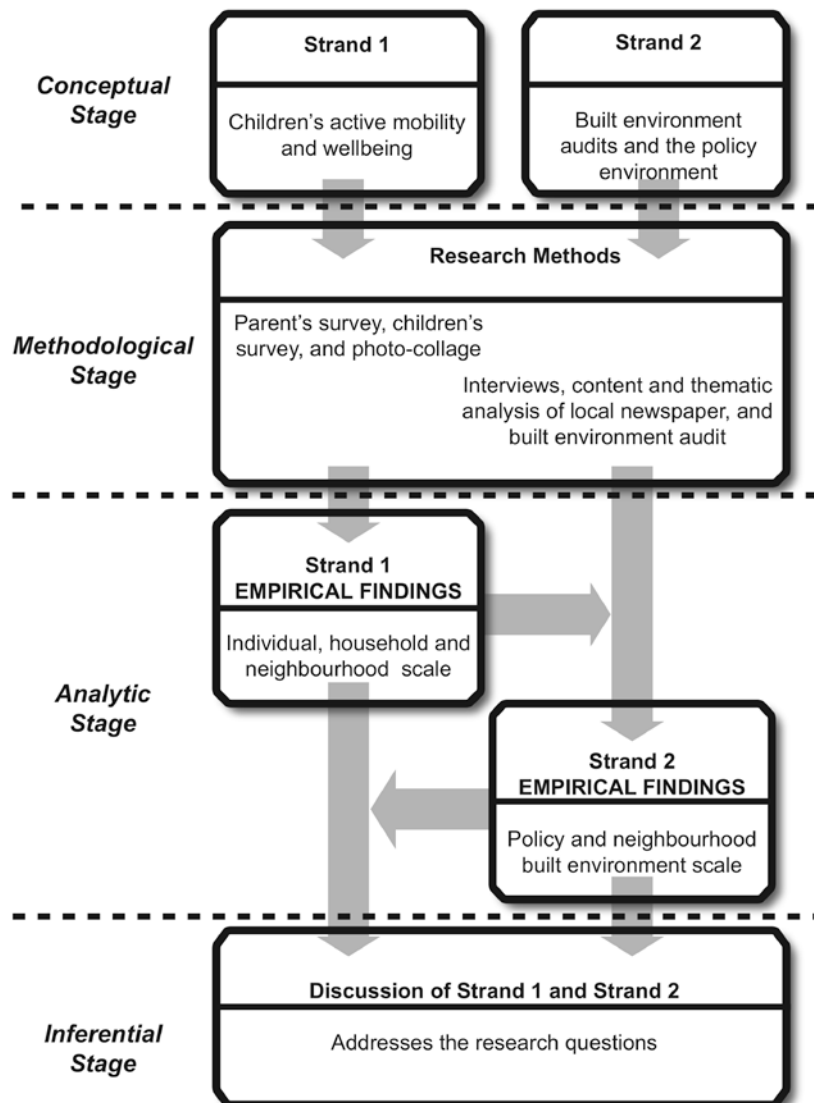 Conceptual
Stage
Strand 1
Children's active mobility
and wellbeing
Strand 2
Built environment
audits and the policy
environment
Methodological
Stage
Research Methods
Parent's survey, children's
survey, and photo-collage
Interviews, content and thematic
analysis of local newspaper, and
built environment audit
Analytic
Stage
Strand 1
EMPIRICAL FINDINGS
Individual, household and
neighbourhood scale
Strand 2
EMPIRICAL FINDINGS
Policy and neighbourhood
built environment scale
Inferential
Stage
Discussion of Strand 1 and Strand 2
Addresses the research questions